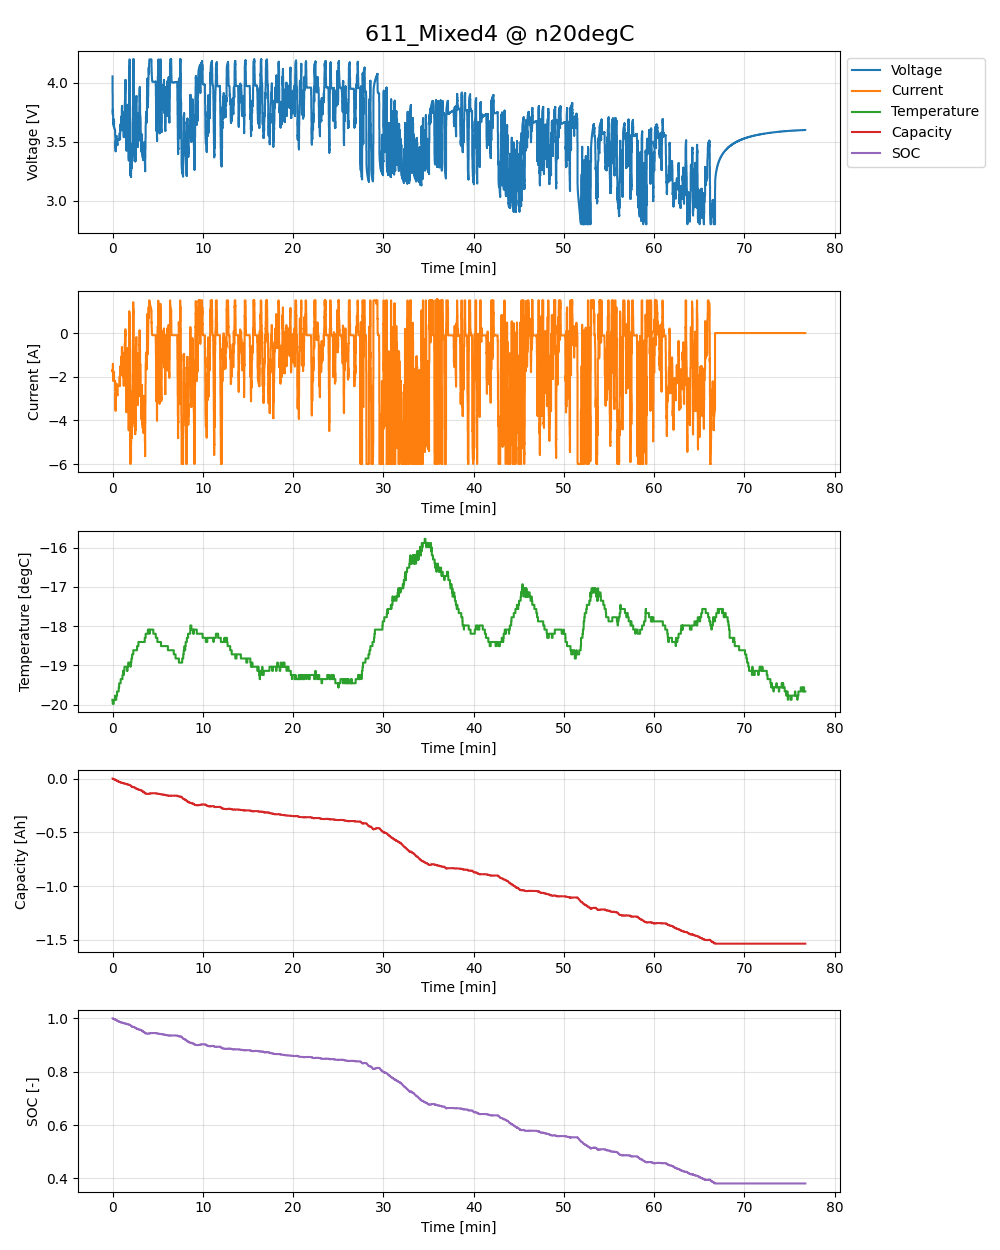 611_Mixed4 @ n20degC
Voltage
Current
Temperature
Capacity
SOC
4.0
3.5
3.0
Voltage [V]
0 10 20 30 40 50 60 70 80
Time [min]
0
−2
−4
−6
Current [A]
0 10 20 30 40 50 60 70 80
Time [min]
−16
−17
−18
−19
−20
Temperature [degC]
0 10 20 30 40 50 60 70 80
Time [min]
0.0
−0.5
−1.0
−1.5
Capacity [Ah]
0 10 20 30 40 50 60 70 80
Time [min]
1.0
0.8
0.6
0.4
SOC [-]
0 10 20 30 40 50 60 70 80
Time [min]